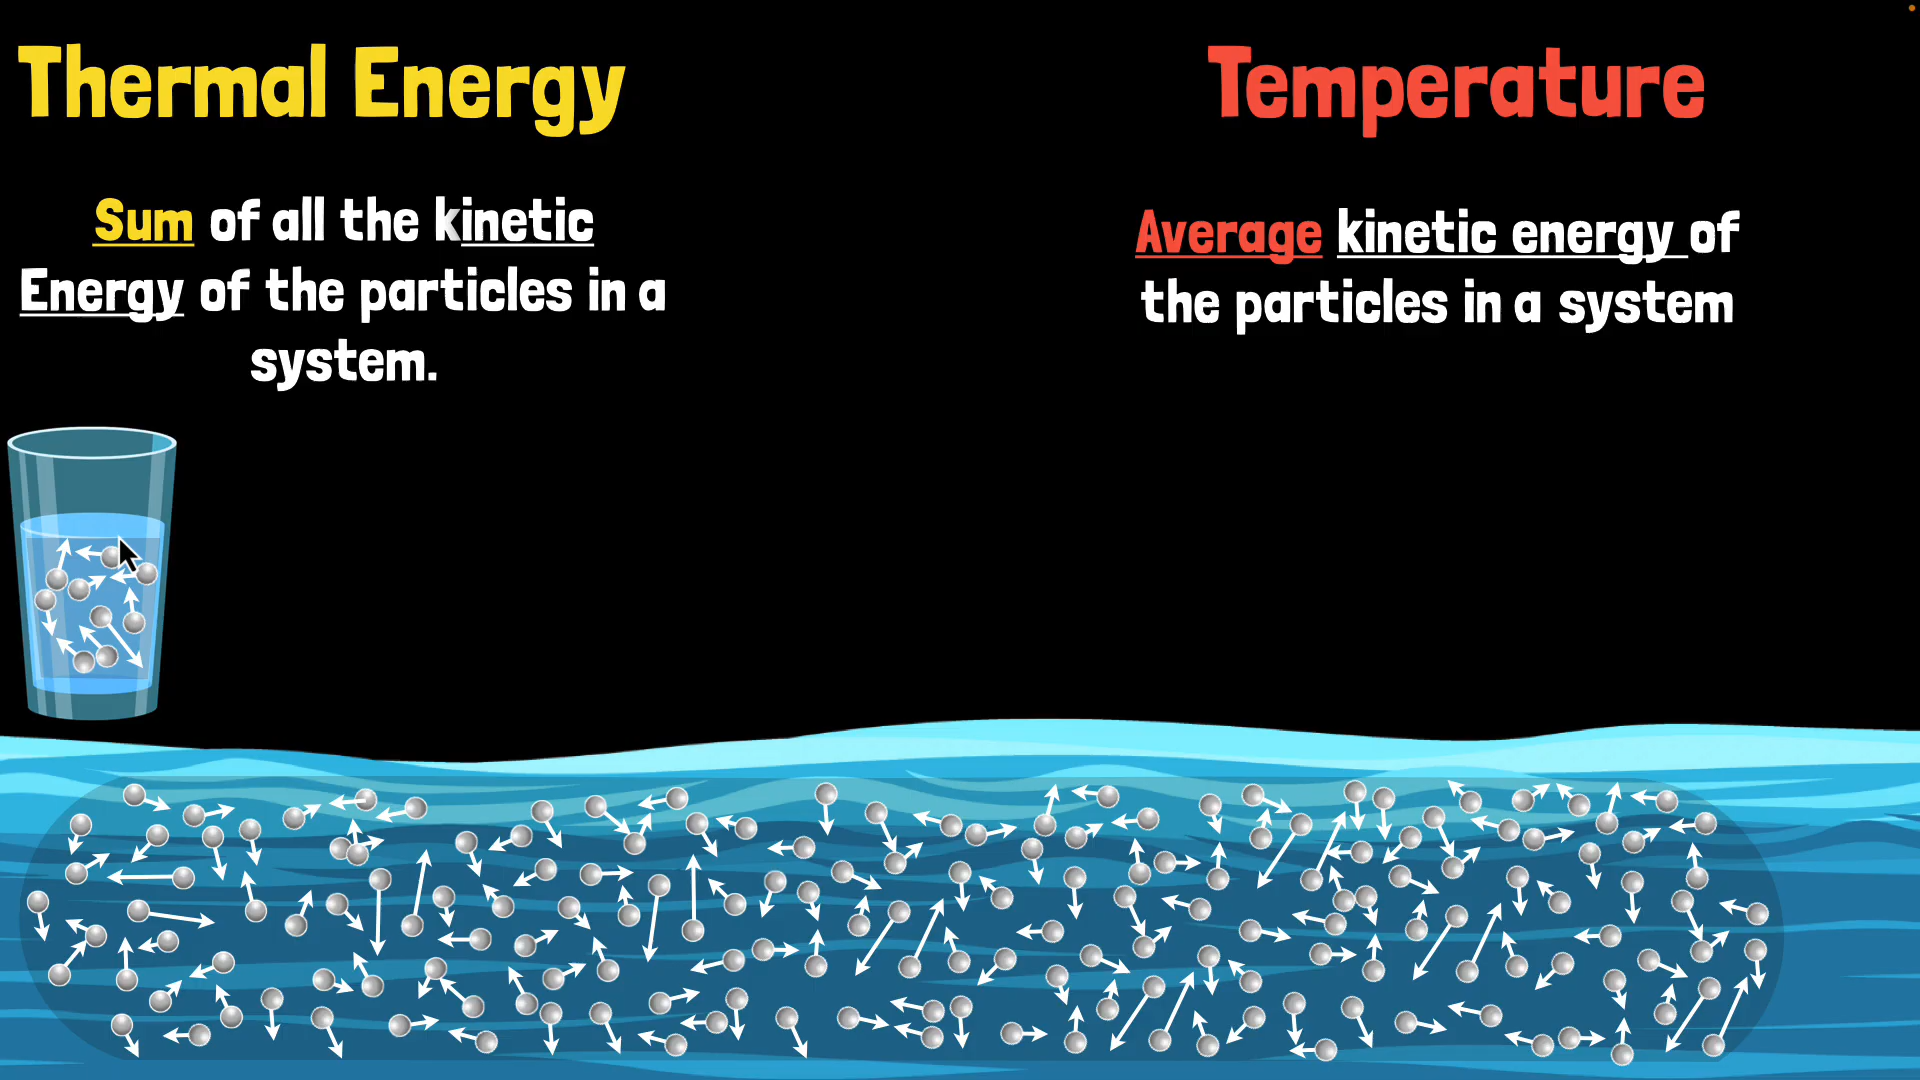 Thermal Energy
Sum of all the kinetic
Energy of the particles in a
system.
Temperature
Average kinetic energy of
the particles in a system